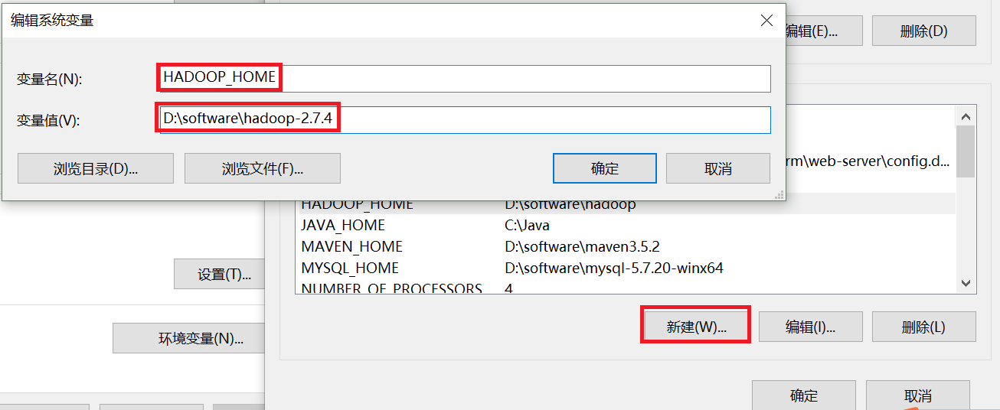 编辑系统变量
编辑(E)...
删除(D)
变量名(N):
HADOOP_HOME
变量值(V):
D:\software\hadoop-2.7.4
浏览目录(D)...
浏览文件(F)...
确定
取消
rm\web-server\config.d...
HADOOP_HOME D:\software\hadoop
JAVA_HOME C:\Java
MAVEN_HOME D:\software\maven3.5.2
MYSQL_HOME D:\software\mysql-5.7.20-winx64
NUMBER_OF_PROCESSORS 4
设置(T)...
新建(W)...
编辑(I)...
删除(L)
环境变量(N)...
确定
取消